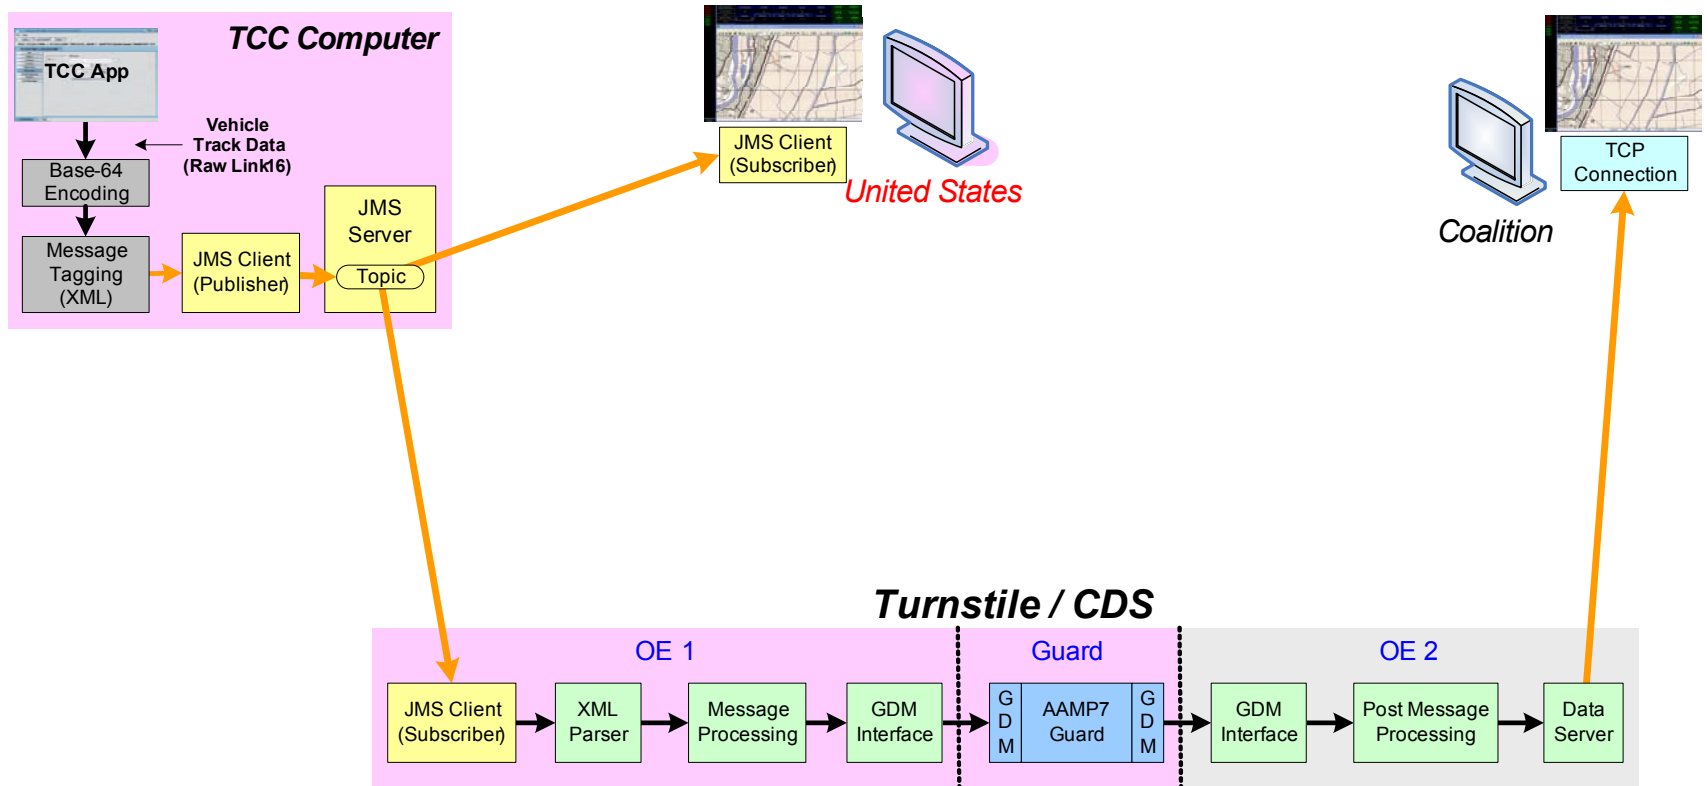 TCC Computer
TCC App
Vehicle
Track Data
(Raw Link16)
Base-64
Encoding
Message
Tagging
(XML)
JMS Client
(Publisher)
JMS
Server
Topic
JMS Client
(Subscriber)
United States
TCP
Connection
Coalition
Turnstile / CDS
OE 1
Guard
OE 2
JMS Client
(Subscriber)
XML
Parser
Message
Processing
GDM
Interface
G
D
M
AAMP7
Guard
G
D
M
GDM
Interface
Post Message
Processing
Data
Server